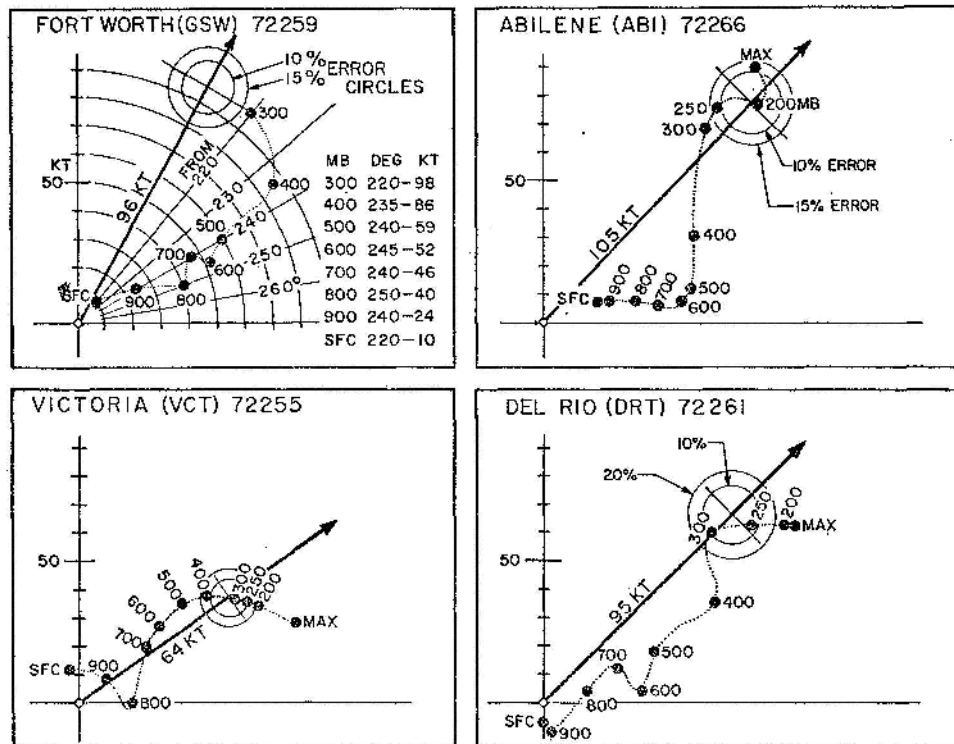 FORT WORTH (GSW) 72259
10% ERROR
15% CIRCLES
300
KT
50
FROM
220
96 KT
230
400
500
240
700
600
250
SFC
900
800
260°
MB DEG KT
300 220-98
400 235-86
500 240-59
600 245-52
700 240-46
800 250-40
900 240-24
SFC 220-10
ABILENE (ABI) 72266
MAX
250
200MB
300
50
10% ERROR
15% ERROR
400
105 KT
SFC
900
800
700
500
600
VICTORIA (VCT) 72255
50
400
300
250
200
500
600
MAX
700
64 KT
SFC
900
800
DEL RIO (DRT) 72261
10%
20%
250
200
300
MAX
50
95 KT
400
700
500
800
600
SFC
900